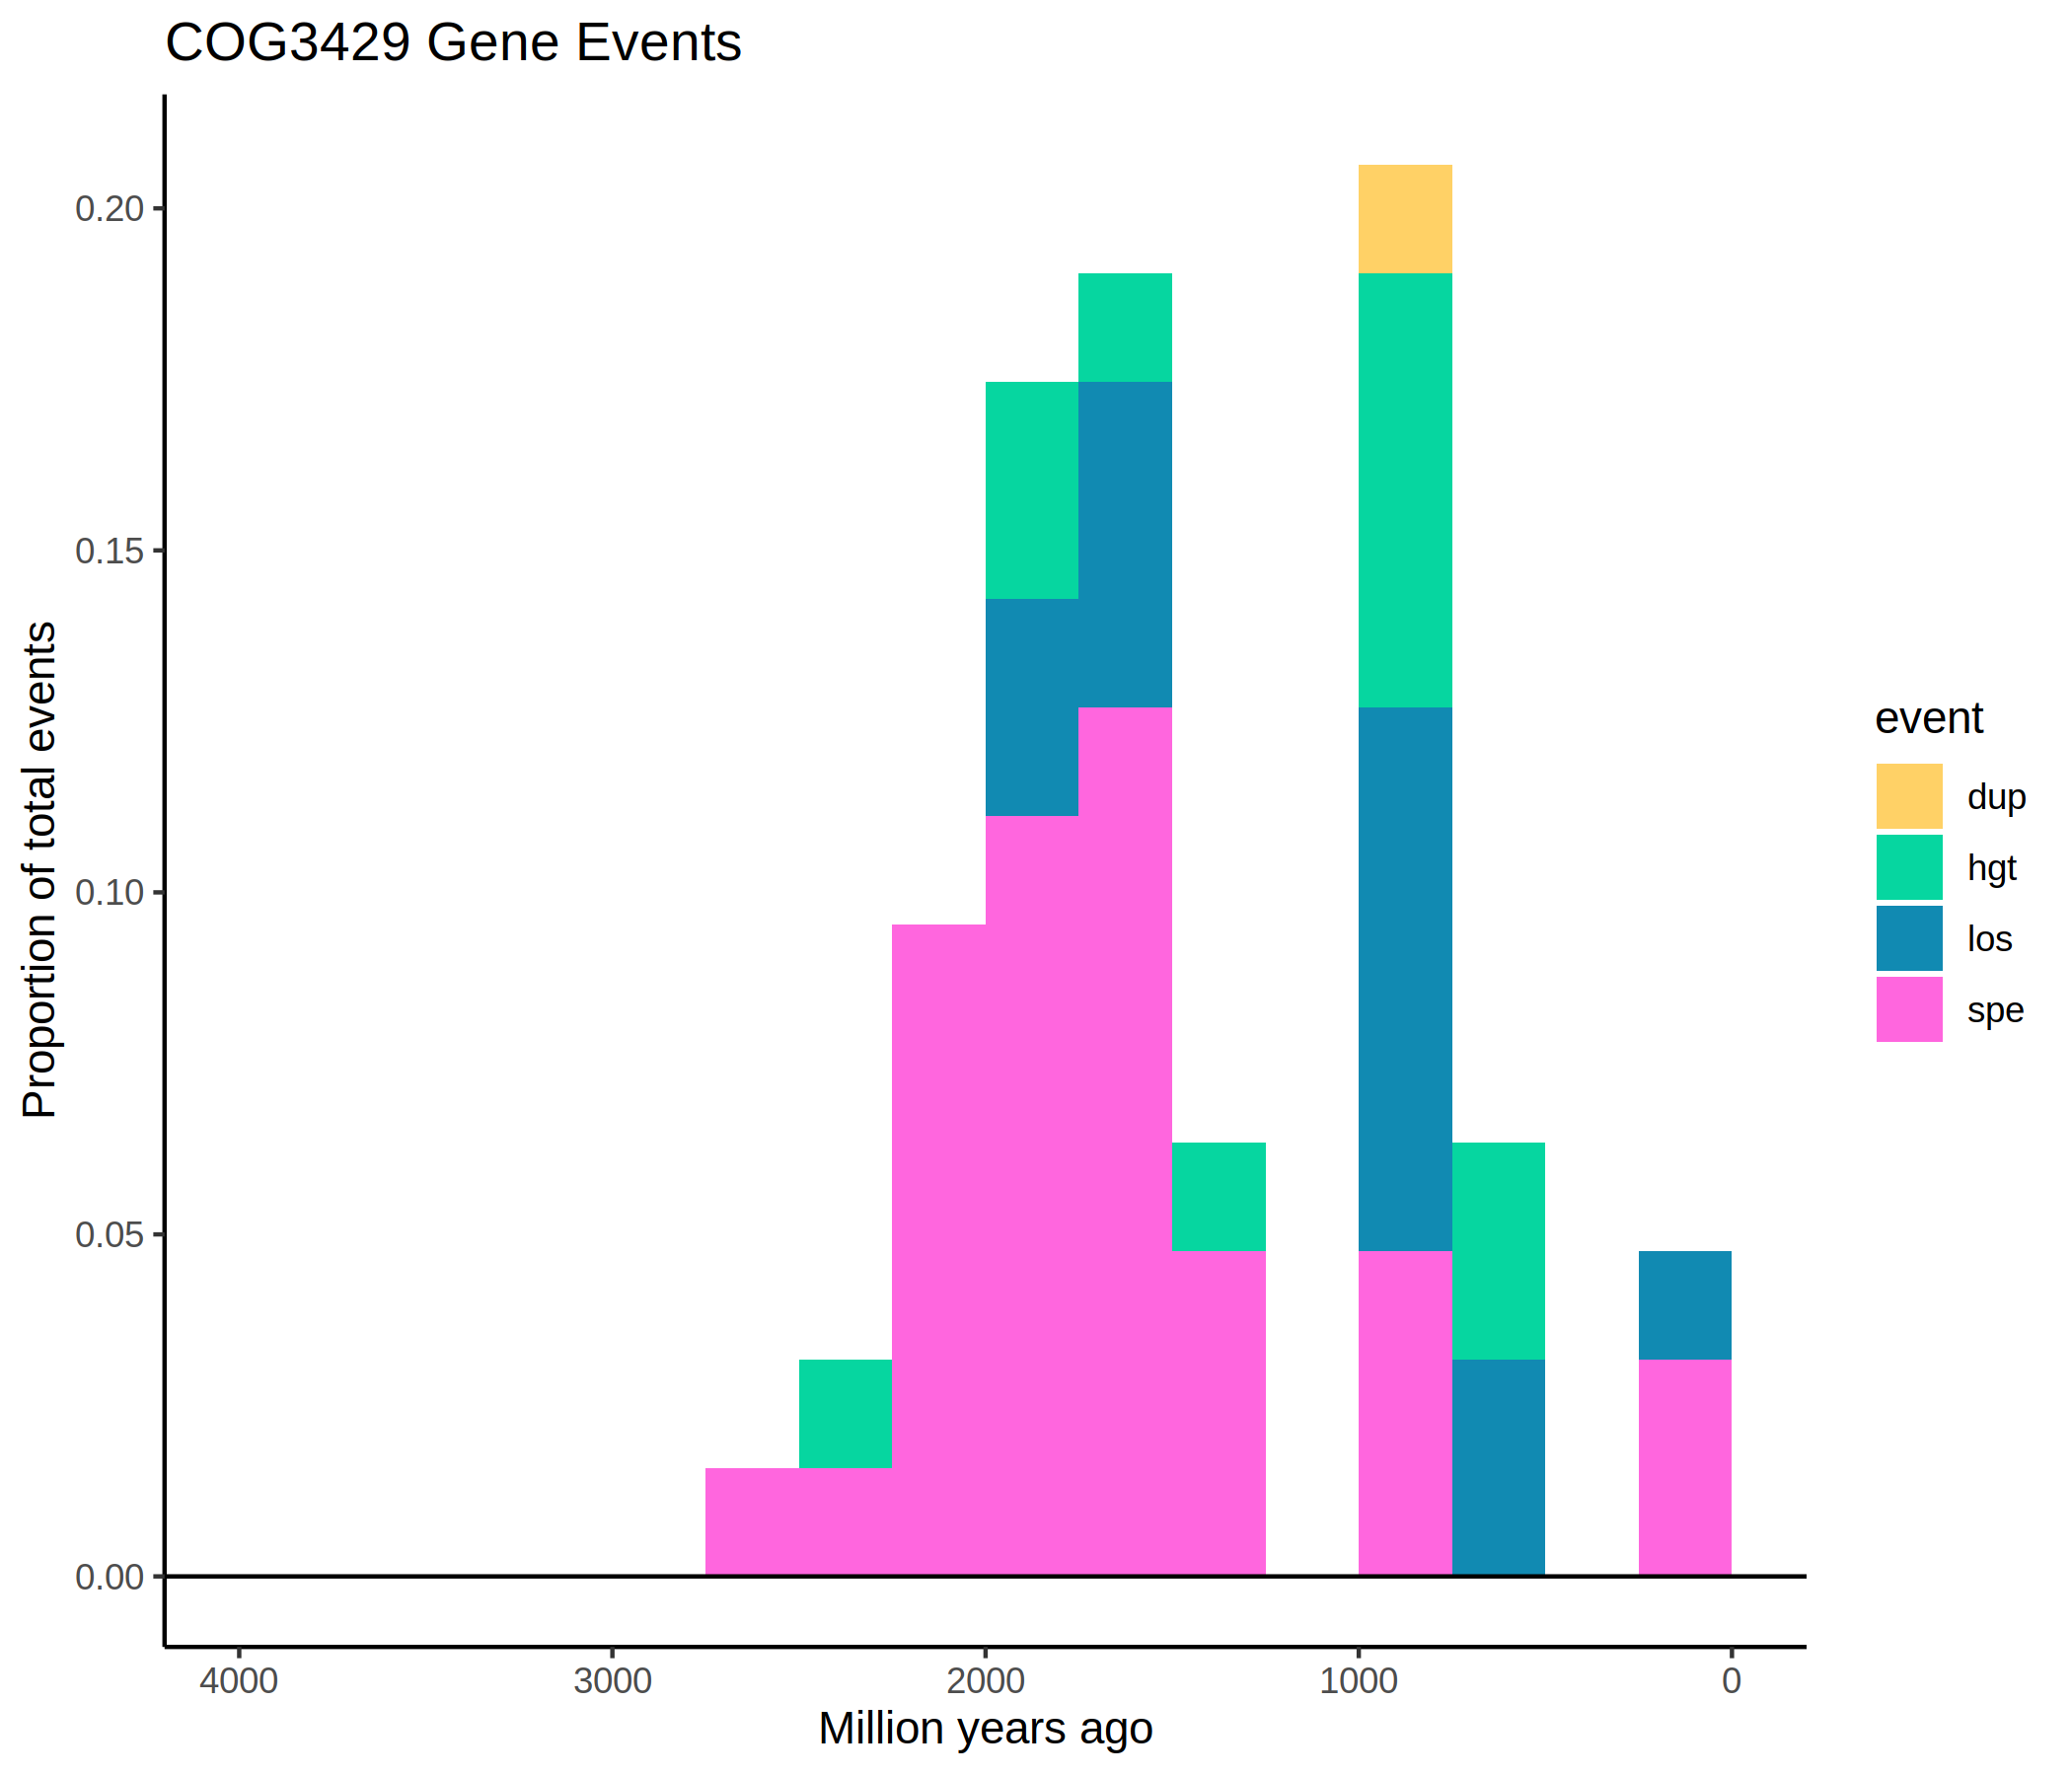 COG3429 Gene Events
Proportion of total events
0.20
0.15
0.10
0.05
0.00
4000 3000 2000 1000 0
Million years ago
event
dup
hgt
los
spe